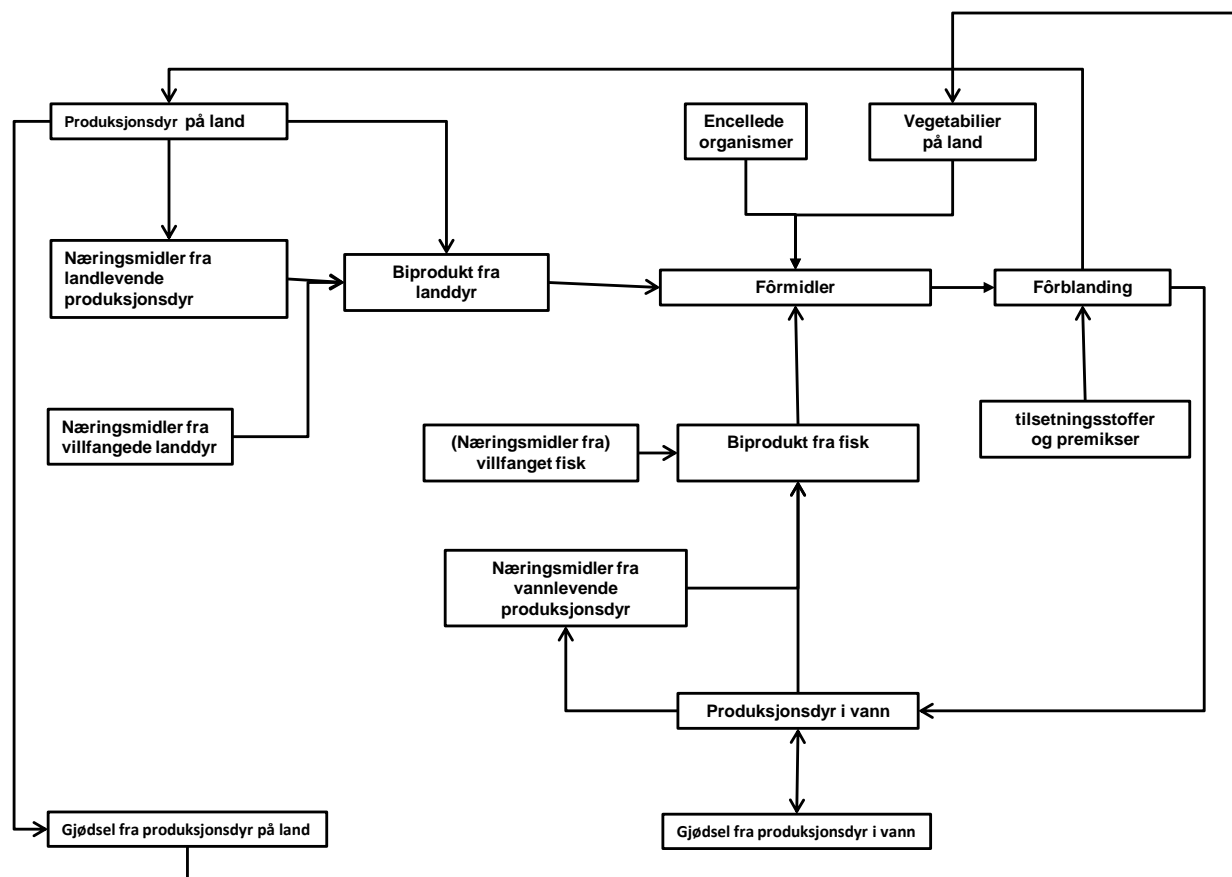 Produksjonsdyr på land
Encellede
organismer
Vegetabilier
på land
Næringsmidler fra
landlevende
produksjonsdyr
Biprodukt fra
landdyr
Fôrmidler
Fôrblanding
Næringsmidler fra
villfangede landdyr
(Næringsmidler fra)
villfanget fisk
Biprodukt fra fisk
tilsetningsstoffer
og premikser
Næringsmidler fra
vannlevende
produksjonsdyr
Produksjonsdyr i vann
Gjødsel fra produksjonsdyr på land
Gjødsel fra produksjonsdyr i vann